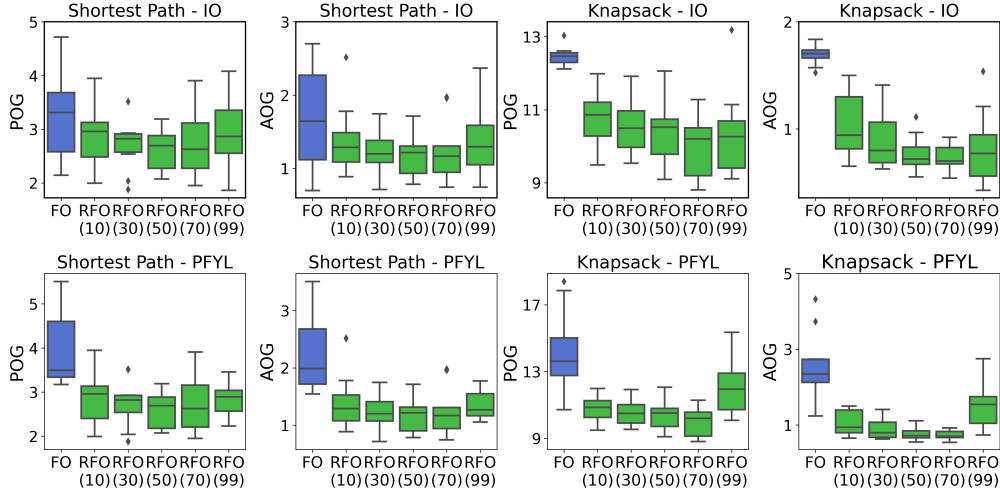 Shortest Path - IO
POG
5
4
3
2
FO RFO RFO RFO RFO RFO
(10) (30) (50) (70) (99)
Shortest Path - IO
AOG
3
2
1
FO RFO RFO RFO RFO RFO
(10) (30) (50) (70) (99)
Knapsack - IO
POG
13
11
9
FO RFO RFO RFO RFO RFO
(10) (30) (50) (70) (99)
Knapsack - IO
AOG
2
1
FO RFO RFO RFO RFO RFO
(10) (30) (50) (70) (99)
Shortest Path - PFYL
POG
5
4
3
2
FO RFO RFO RFO RFO RFO
(10) (30) (50) (70) (99)
Shortest Path - PFYL
AOG
3
2
1
FO RFO RFO RFO RFO RFO
(10) (30) (50) (70) (99)
Knapsack - PFYL
POG
17
13
9
FO RFO RFO RFO RFO RFO
(10) (30) (50) (70) (99)
Knapsack - PFYL
AOG
5
3
1
FO RFO RFO RFO RFO RFO
(10) (30) (50) (70) (99)